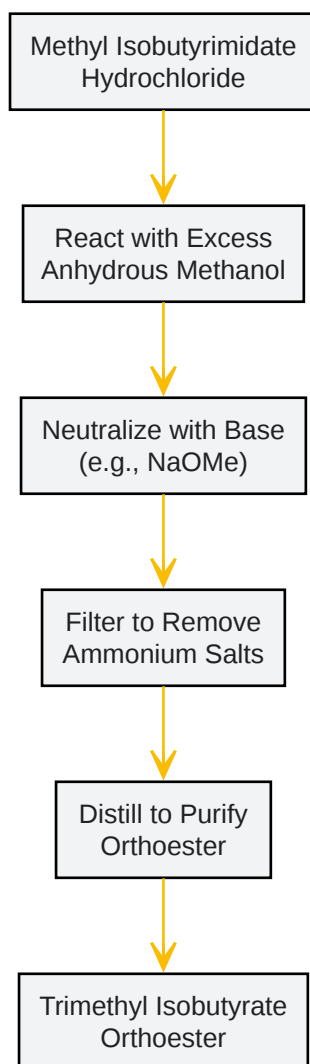 Methyl Isobutyrimidate
Hydrochloride
React with Excess
Anhydrous Methanol
Neutralize with Base
(e.g., NaOMe)
Filter to Remove
Ammonium Salts
Distill to Purify
Orthoester
Trimethyl Isobutyrate
Orthoester